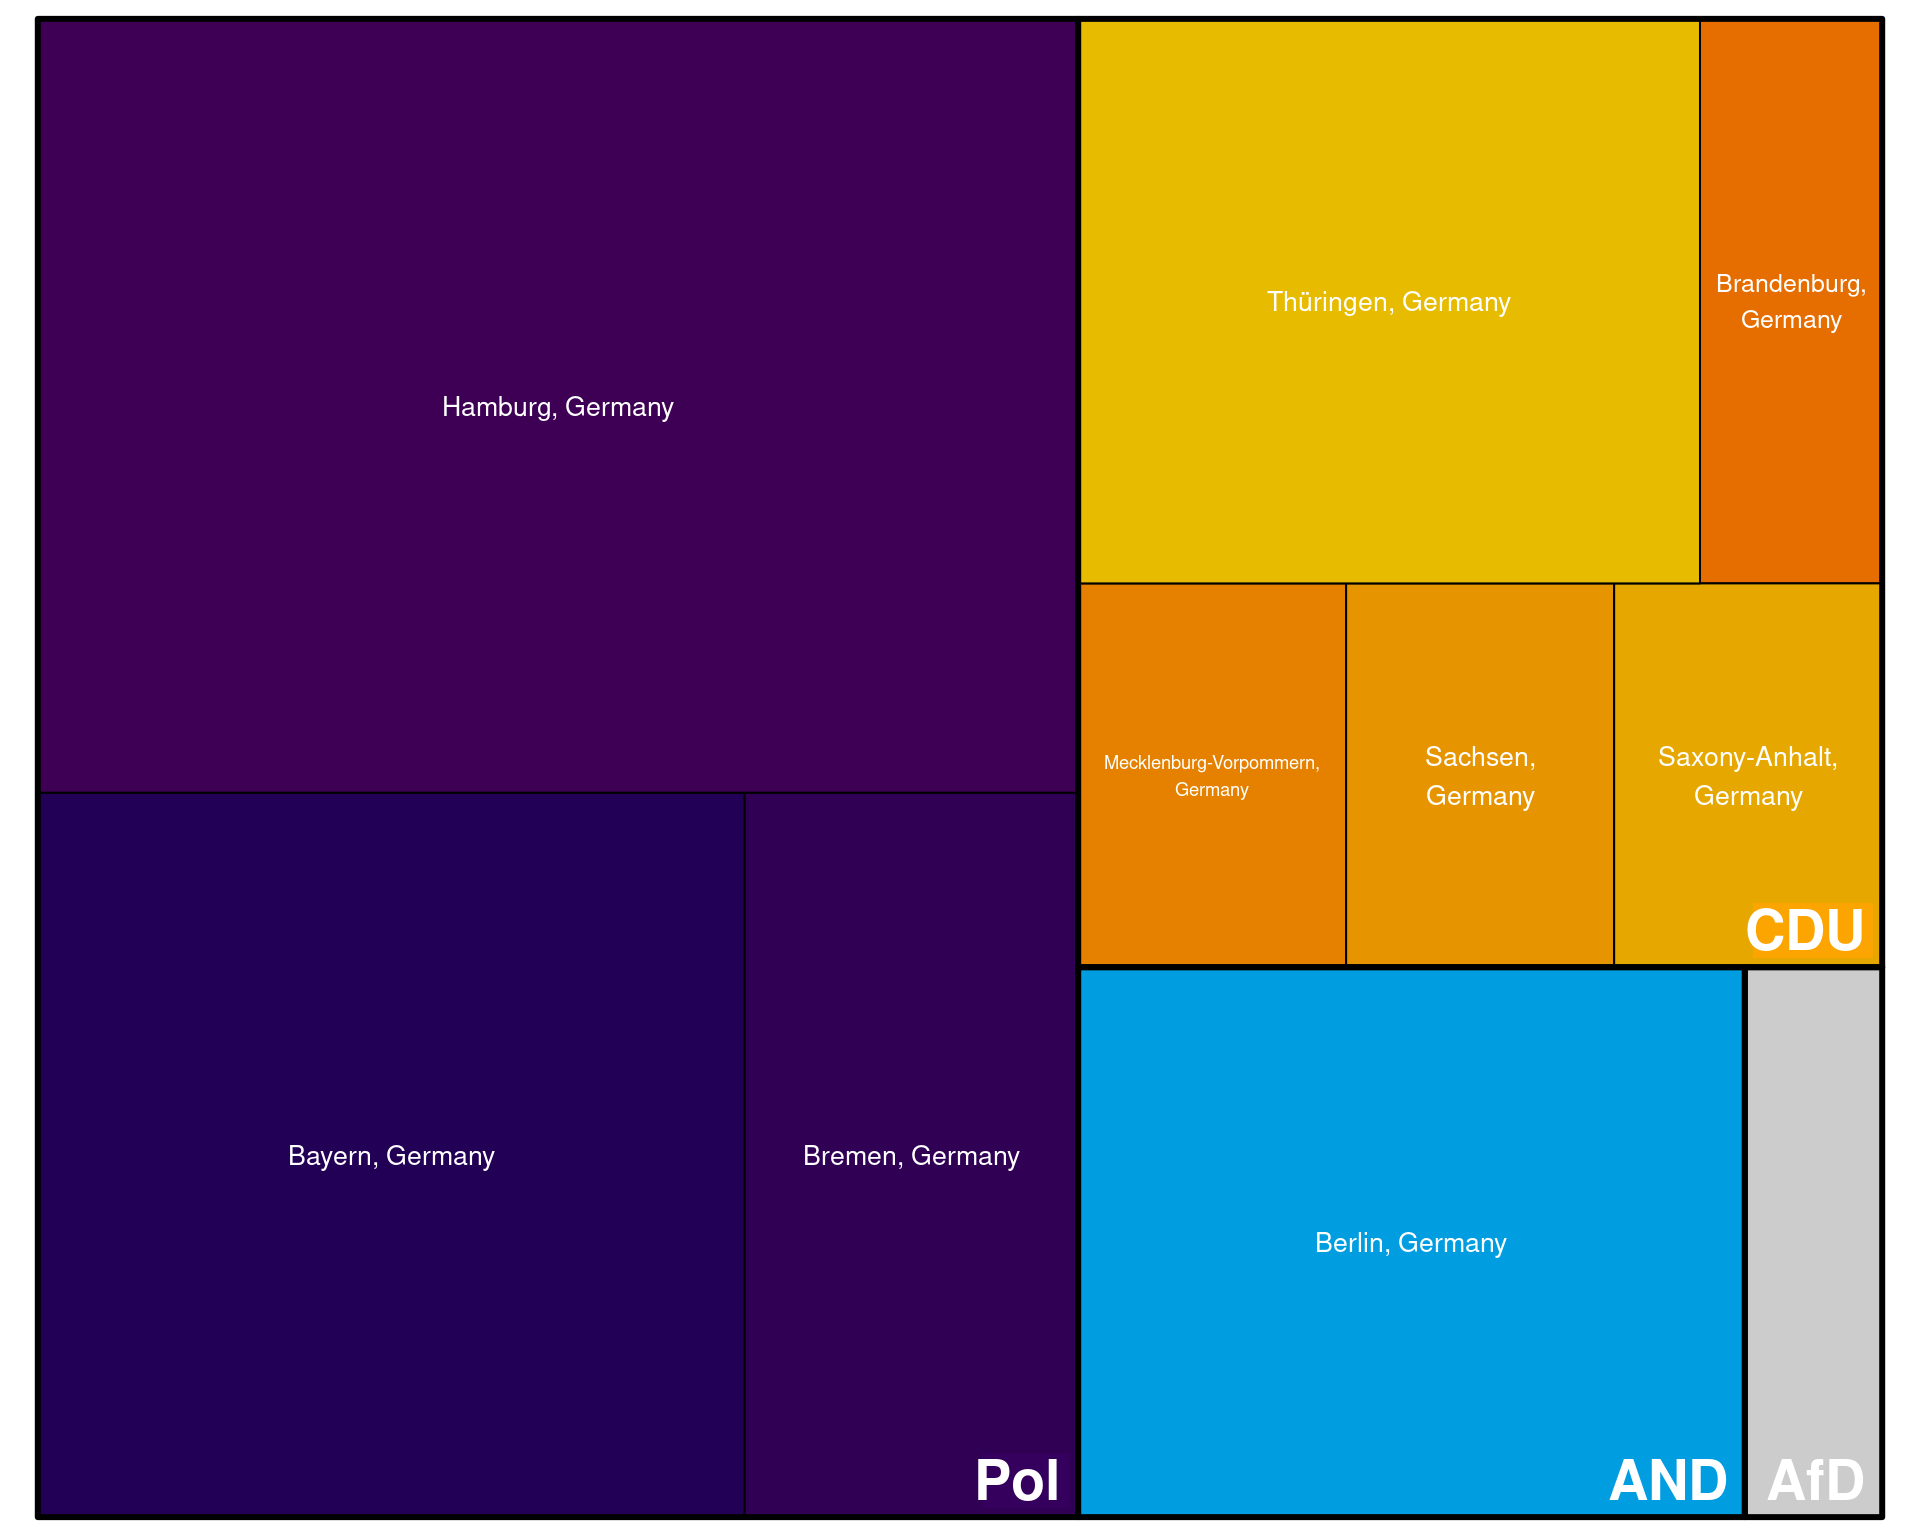 Hamburg, Germany
Thüringen, Germany
Brandenburg,
Germany
Mecklenburg-Vorpommern,
Germany
Sachsen,
Germany
Saxony-Anhalt,
Germany
CDU
Bayern, Germany
Bremen, Germany
Pol
Berlin, Germany
AND
AfD